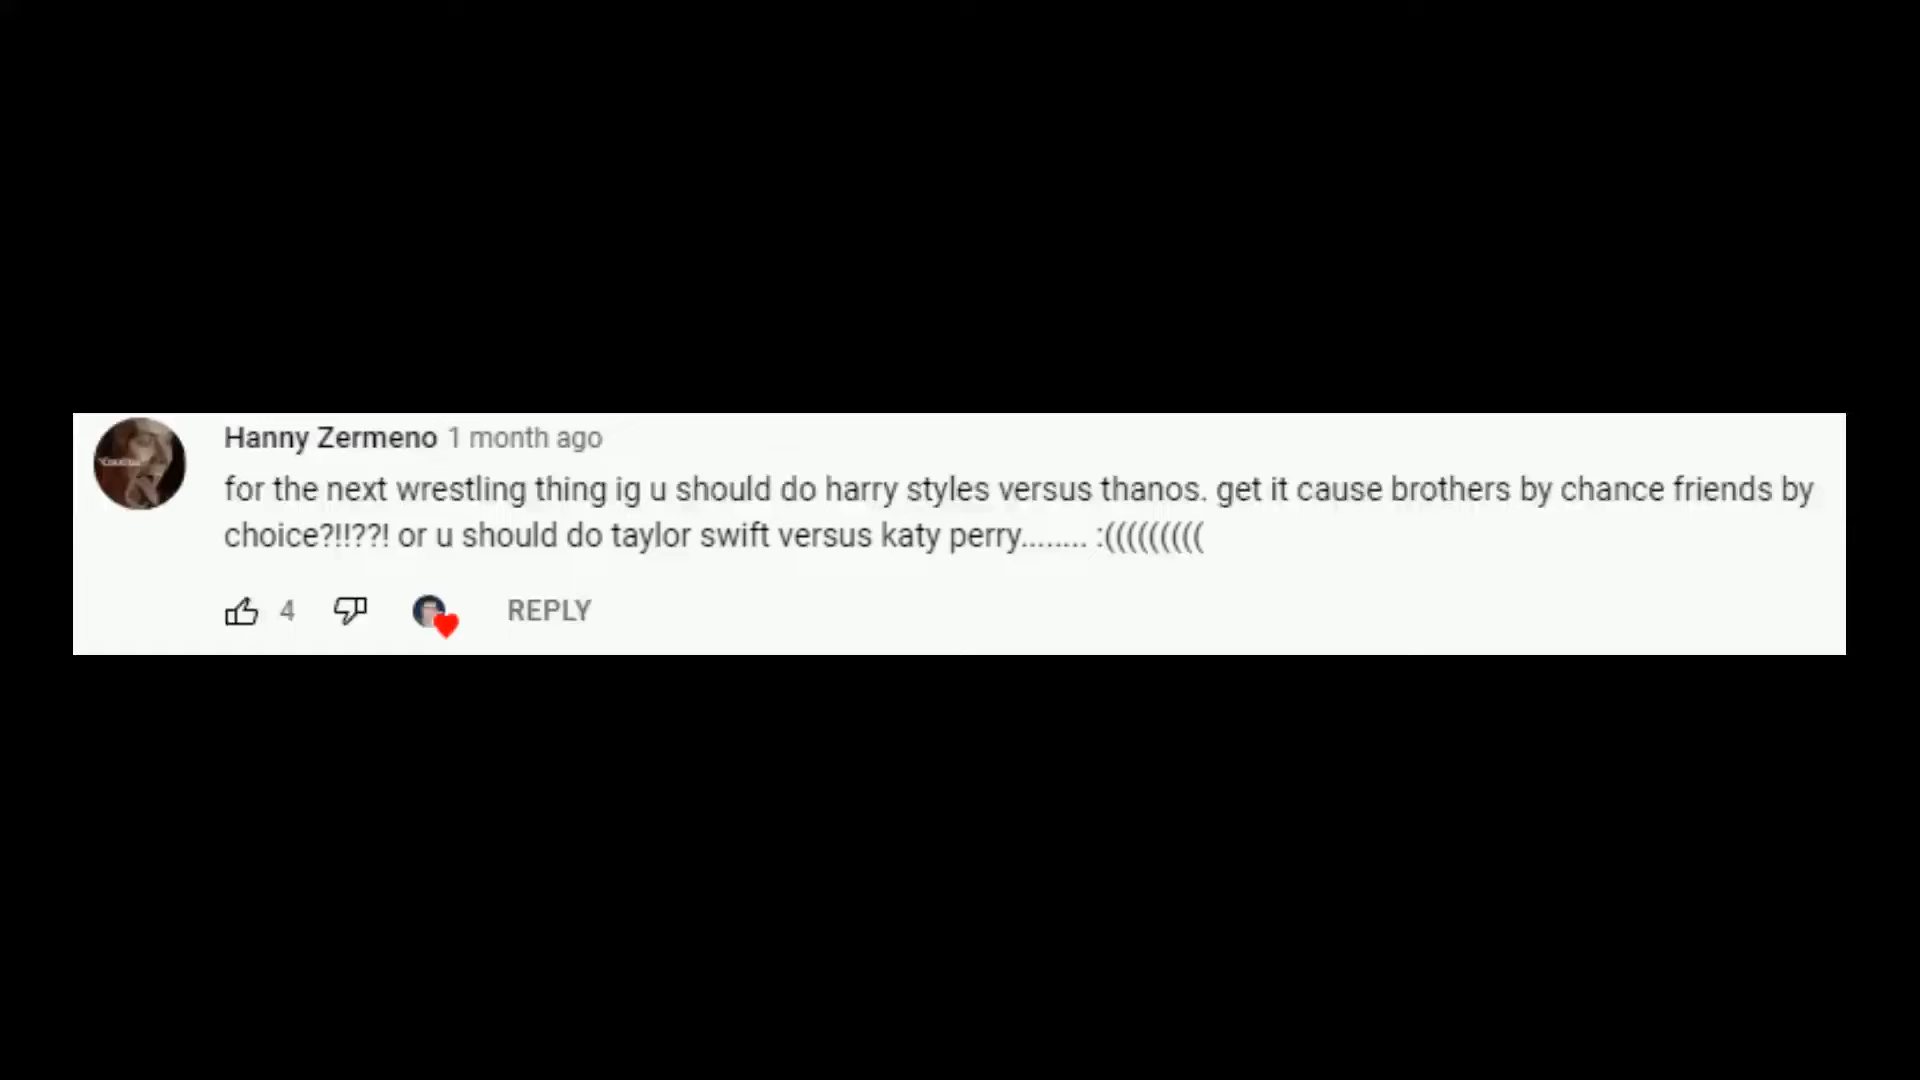 Hanny Zermeno 1 month ago
for the next wrestling thing ig u should do harry styles versus thanos. get it cause brothers by chance friends by
choice?!!??! or u should do taylor swift versus katy perry........ :(((((((((
4 REPLY